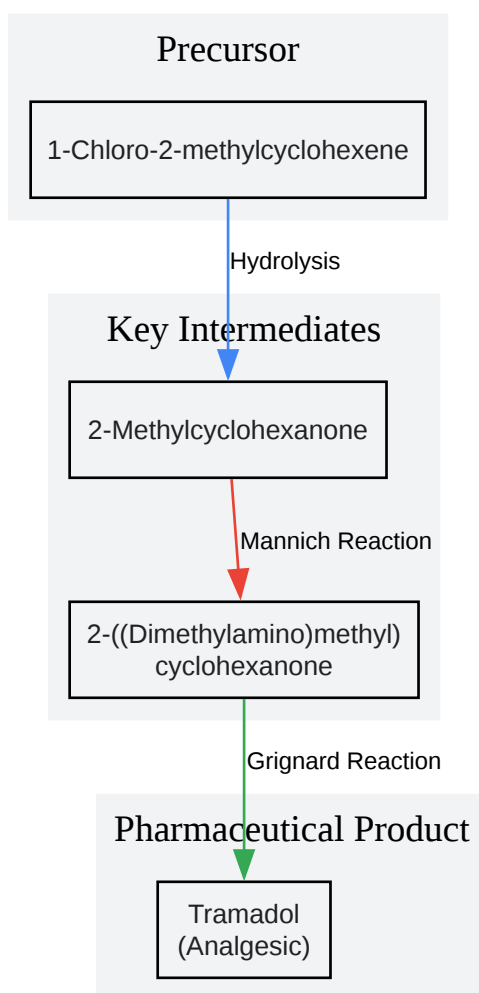 Precursor
1-Chloro-2-methylcyclohexene
Hydrolysis
Key Intermediates
2-Methylcyclohexanone
Mannich Reaction
2-((Dimethylamino)methyl)
cyclohexanone
Grignard Reaction
Pharmaceutical Product
Tramadol
(Analgesic)